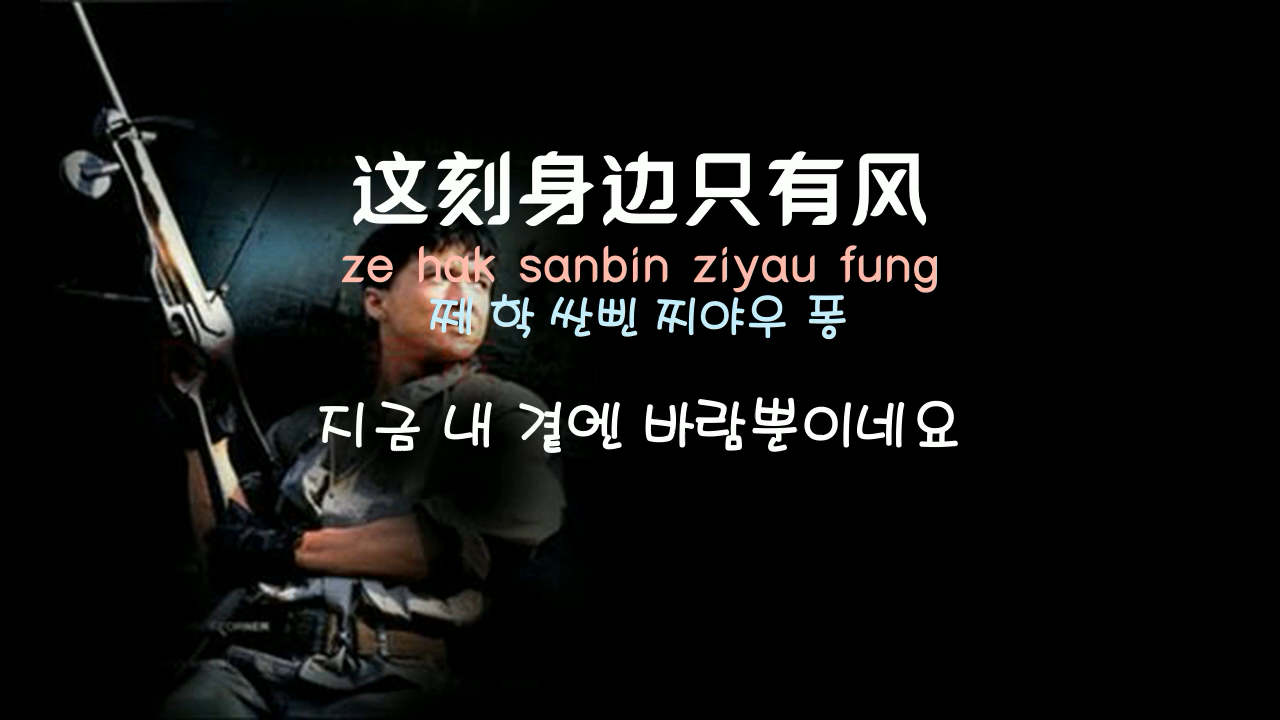 这刻身边只有风
ze hak sanbin ziyau fung
쩨 학 싼삔 찌야우 퐁
지금 내 곁엔 바람뿐이네요